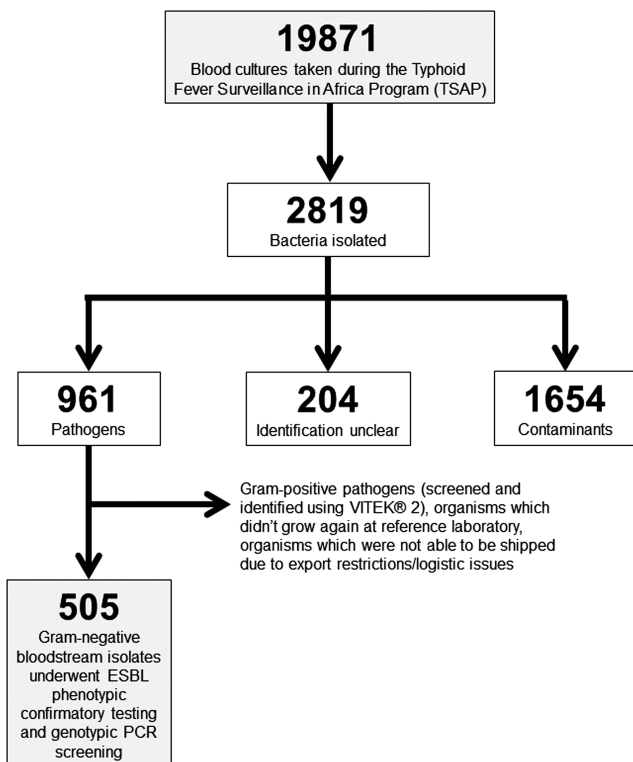 19871
Blood cultures taken during the Typhoid
Fever Surveillance in Africa Program (TSAP)
2819
Bacteria isolated
961
Pathogens
204
Identification unclear
1654
Contaminants
Gram-positive pathogens (screened and
identified using VITEK® 2), organisms which
didn't grow again at reference laboratory,
organisms which were not able to be shipped
due to export restrictions/logistic issues
505
Gram-negative
bloodstream isolates
underwent ESBL
phenotypic
confirmatory testing
and genotypic PCR
screening